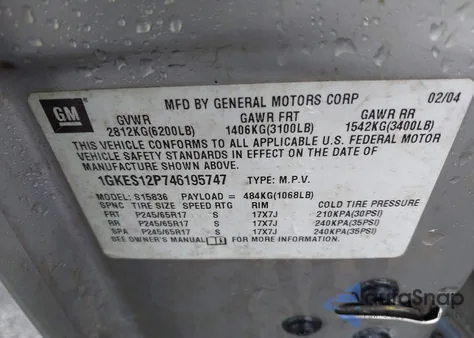 MFD BY GENERAL MOTORS CORP 02/04
GM
GVWR GAWR FRT GAWR RR
2812KG(6200LB) 1406KG(3100LB) 1542KG(3400LB)
THIS VEHICLE CONFORMS TO ALL APPLICABLE U.S. FEDERAL MOTOR
VEHICLE SAFETY STANDARDS IN EFFECT ON THE DATE OF
MANUFACTURE SHOWN ABOVE.
1GKES12P746195747 TYPE: M.P.V.
MODEL: S15836 PAYLOAD = 484KG(1068LB)
SPNC TIRE SIZE SPEED RTG RIM COLD TIRE PRESSURE
FRT P245/65R17 S 17X7J 210KPA(30PSI)
RR P245/65R17 S 17X7J 240KPA(35PSI)
SPA P245/65R17 S 17X7J 240KPA(35PSI)
SEE OWNER'S MANUAL FOR MORE INFORMATION.
AutaSnap